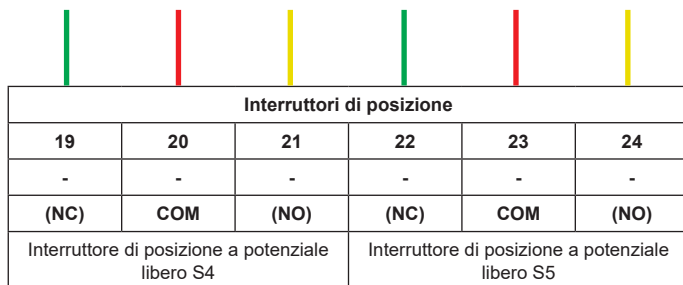 Interruttori di posizione
19 20 21 22 23 24
- - - - - -
(NC) COM (NO) (NC) COM (NO)
Interruttore di posizione a potenziale
libero S4
Interruttore di posizione a potenziale
libero S5